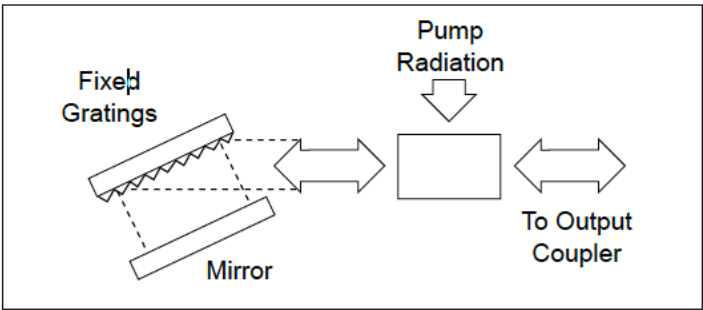 Pump
Radiation
Fixed
Gratings
To Output
Coupler
Mirror